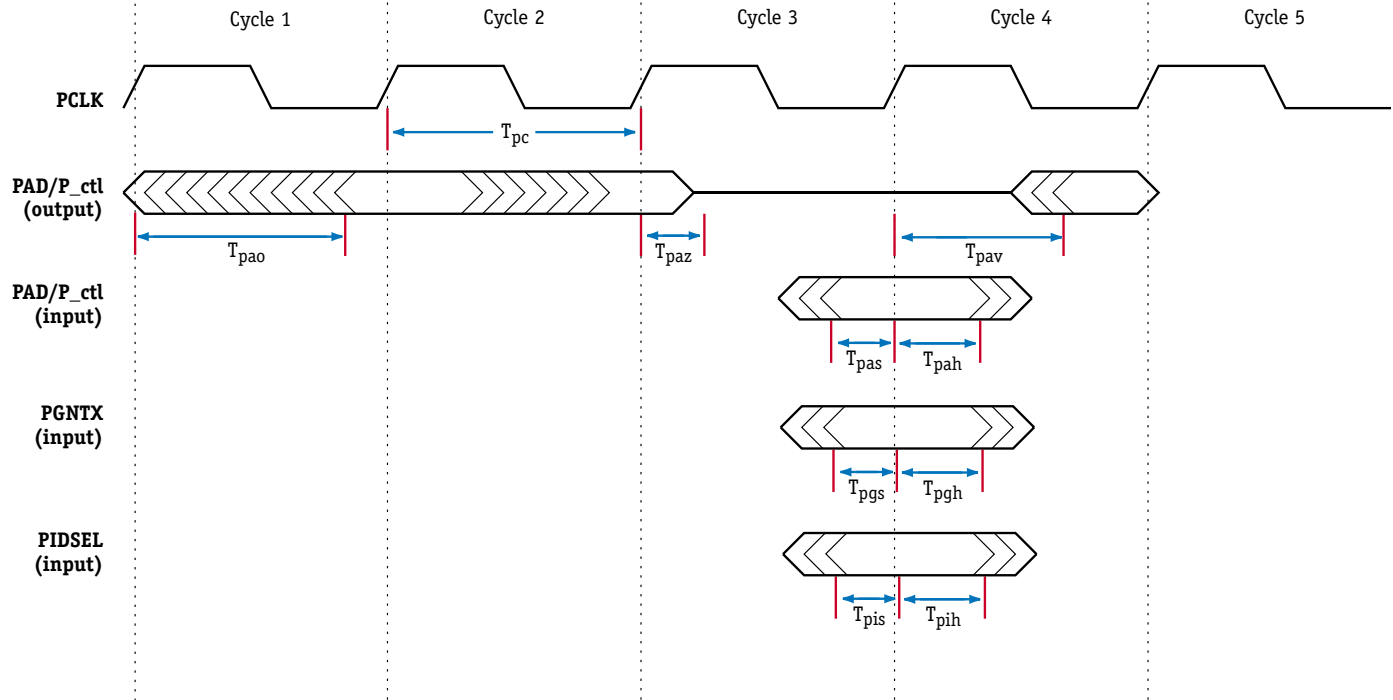 Cycle 1 Cycle 2 Cycle 3 Cycle 4 Cycle 5
PCLK
Tpc
PAD/P_ctl
(output)
Tpao Tpaz Tpav
PAD/P_ctl
(input)
Tpas Tpah
PGNTX
(input)
Tpgs Tpgh
PIDSEL
(input)
Tpis Tpih